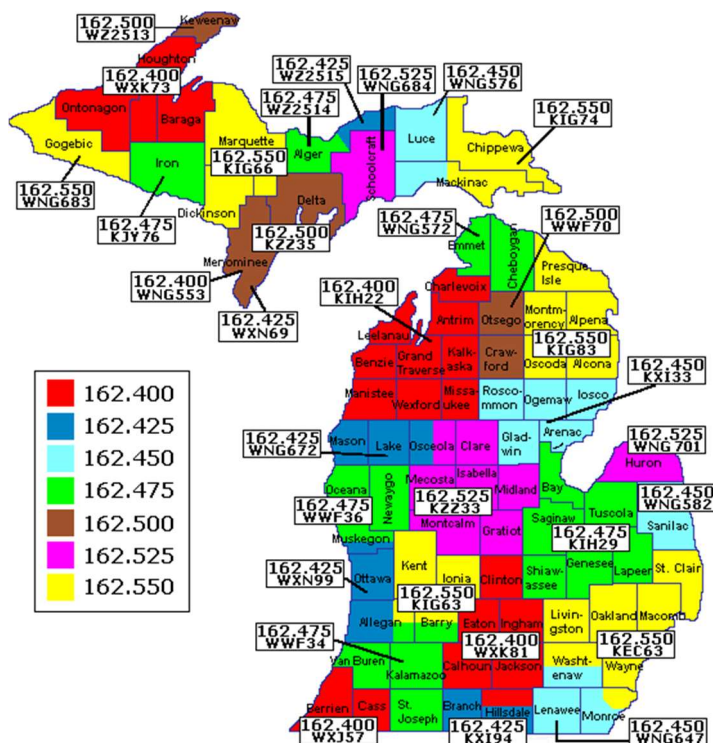 162.500
WZ2513
Keweenaw
Houghton
162.400
WXK73
Ontonagon
Baraga
Gogebic
162.550
WNG683
Iron
162.475
KJY76
Marquette
162.550
KIG66
Dickinson
162.475
WZ2514
Alger
162.425
WZ2515
162.525
WNG684
Schoolcraft
162.450
WNG576
Luce
162.550
KIG74
Chippewa
Mackinac
Delta
162.500
KZZ35
Menominee
162.400
WNG553
162.425
WXN69
162.475
WNG572
Emmet
Cheboygan
162.500
WWF70
Presque
Isle
162.400
KIH22
Charlevoix
Antrim
Otsego
Montm-
orency
Alpena
162.550
KIG83
Leelanau
Benzie
Grand
Traverse
Kalk-
aska
Craw-
ford
Oscoda
Alcona
162.450
KXI33
Manistee
Wexford
Missa-
ukee
Roscc-
ommon
Ogemaw
Iosco
162.400
162.425
162.450
162.475
162.500
162.525
162.550
162.425
WNG672
Mason
Lake
Osceola
Clare
Glad-
win
Arenac
162.525
WNG701
Huron
Oceana
162.475
WWF36
Newaygo
Mecosta
Isabella
162.525
KZZ33
Midland
Bay
Tuscola
162.450
WNG582
Sanilac
Muskegon
Montcalm
Gratiot
Saginaw
162.475
KIH29
Genesee
Lapeer
St. Clair
162.425
WXN99
Ottawa
Kent
Ionia
162.550
KIG63
Clinton
Shiaw-
assee
Allegan
Barry
Eaton
Ingham
162.400
WXK81
Livin-
gston
Oakland
Macomb
162.550
KEC63
162.475
WWF34
Van Buren
Kalamazoo
Calhoun
Jackson
Washt-
enaw
Wayne
Berrien
Cass
162.400
WXJ57
St.
Joseph
Branch
Hillsdale
162.425
KXI94
Lenawee
Monroe
162.450
WNG647